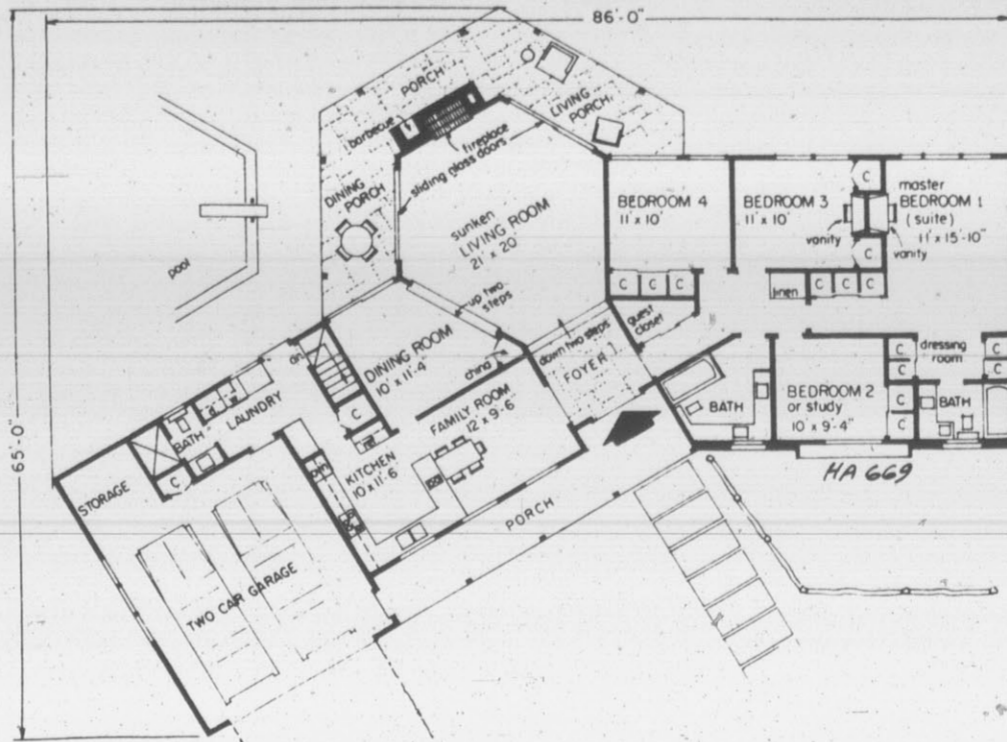 86'-0"
65'-0"
PORCH
barbecue
fireplace
sliding glass doors
LIVING
PORCH
DINING
PORCH
sunken
LIVING ROOM
21' x 20'
BEDROOM 4
11' x 10'
BEDROOM 3
11' x 10'
C
vanity
C
master
BEDROOM 1
(suite)
11' x 15'-10"
vanity
pool
C C C
linen
C C C
up two
steps
guest
closet
down two steps
FOYER
dn
DINING ROOM
10' x 11'-4"
china
C
FAMILY ROOM
12' x 9'-6"
KITCHEN
10 x 11'-6
oven
BATH
LAUNDRY
d
C
STORAGE
TWO CAR GARAGE
PORCH
BATH
BEDROOM 2
or study
10' x 9'-4"
C
C
C
C
dressing
room
C
C
BATH
HA 669